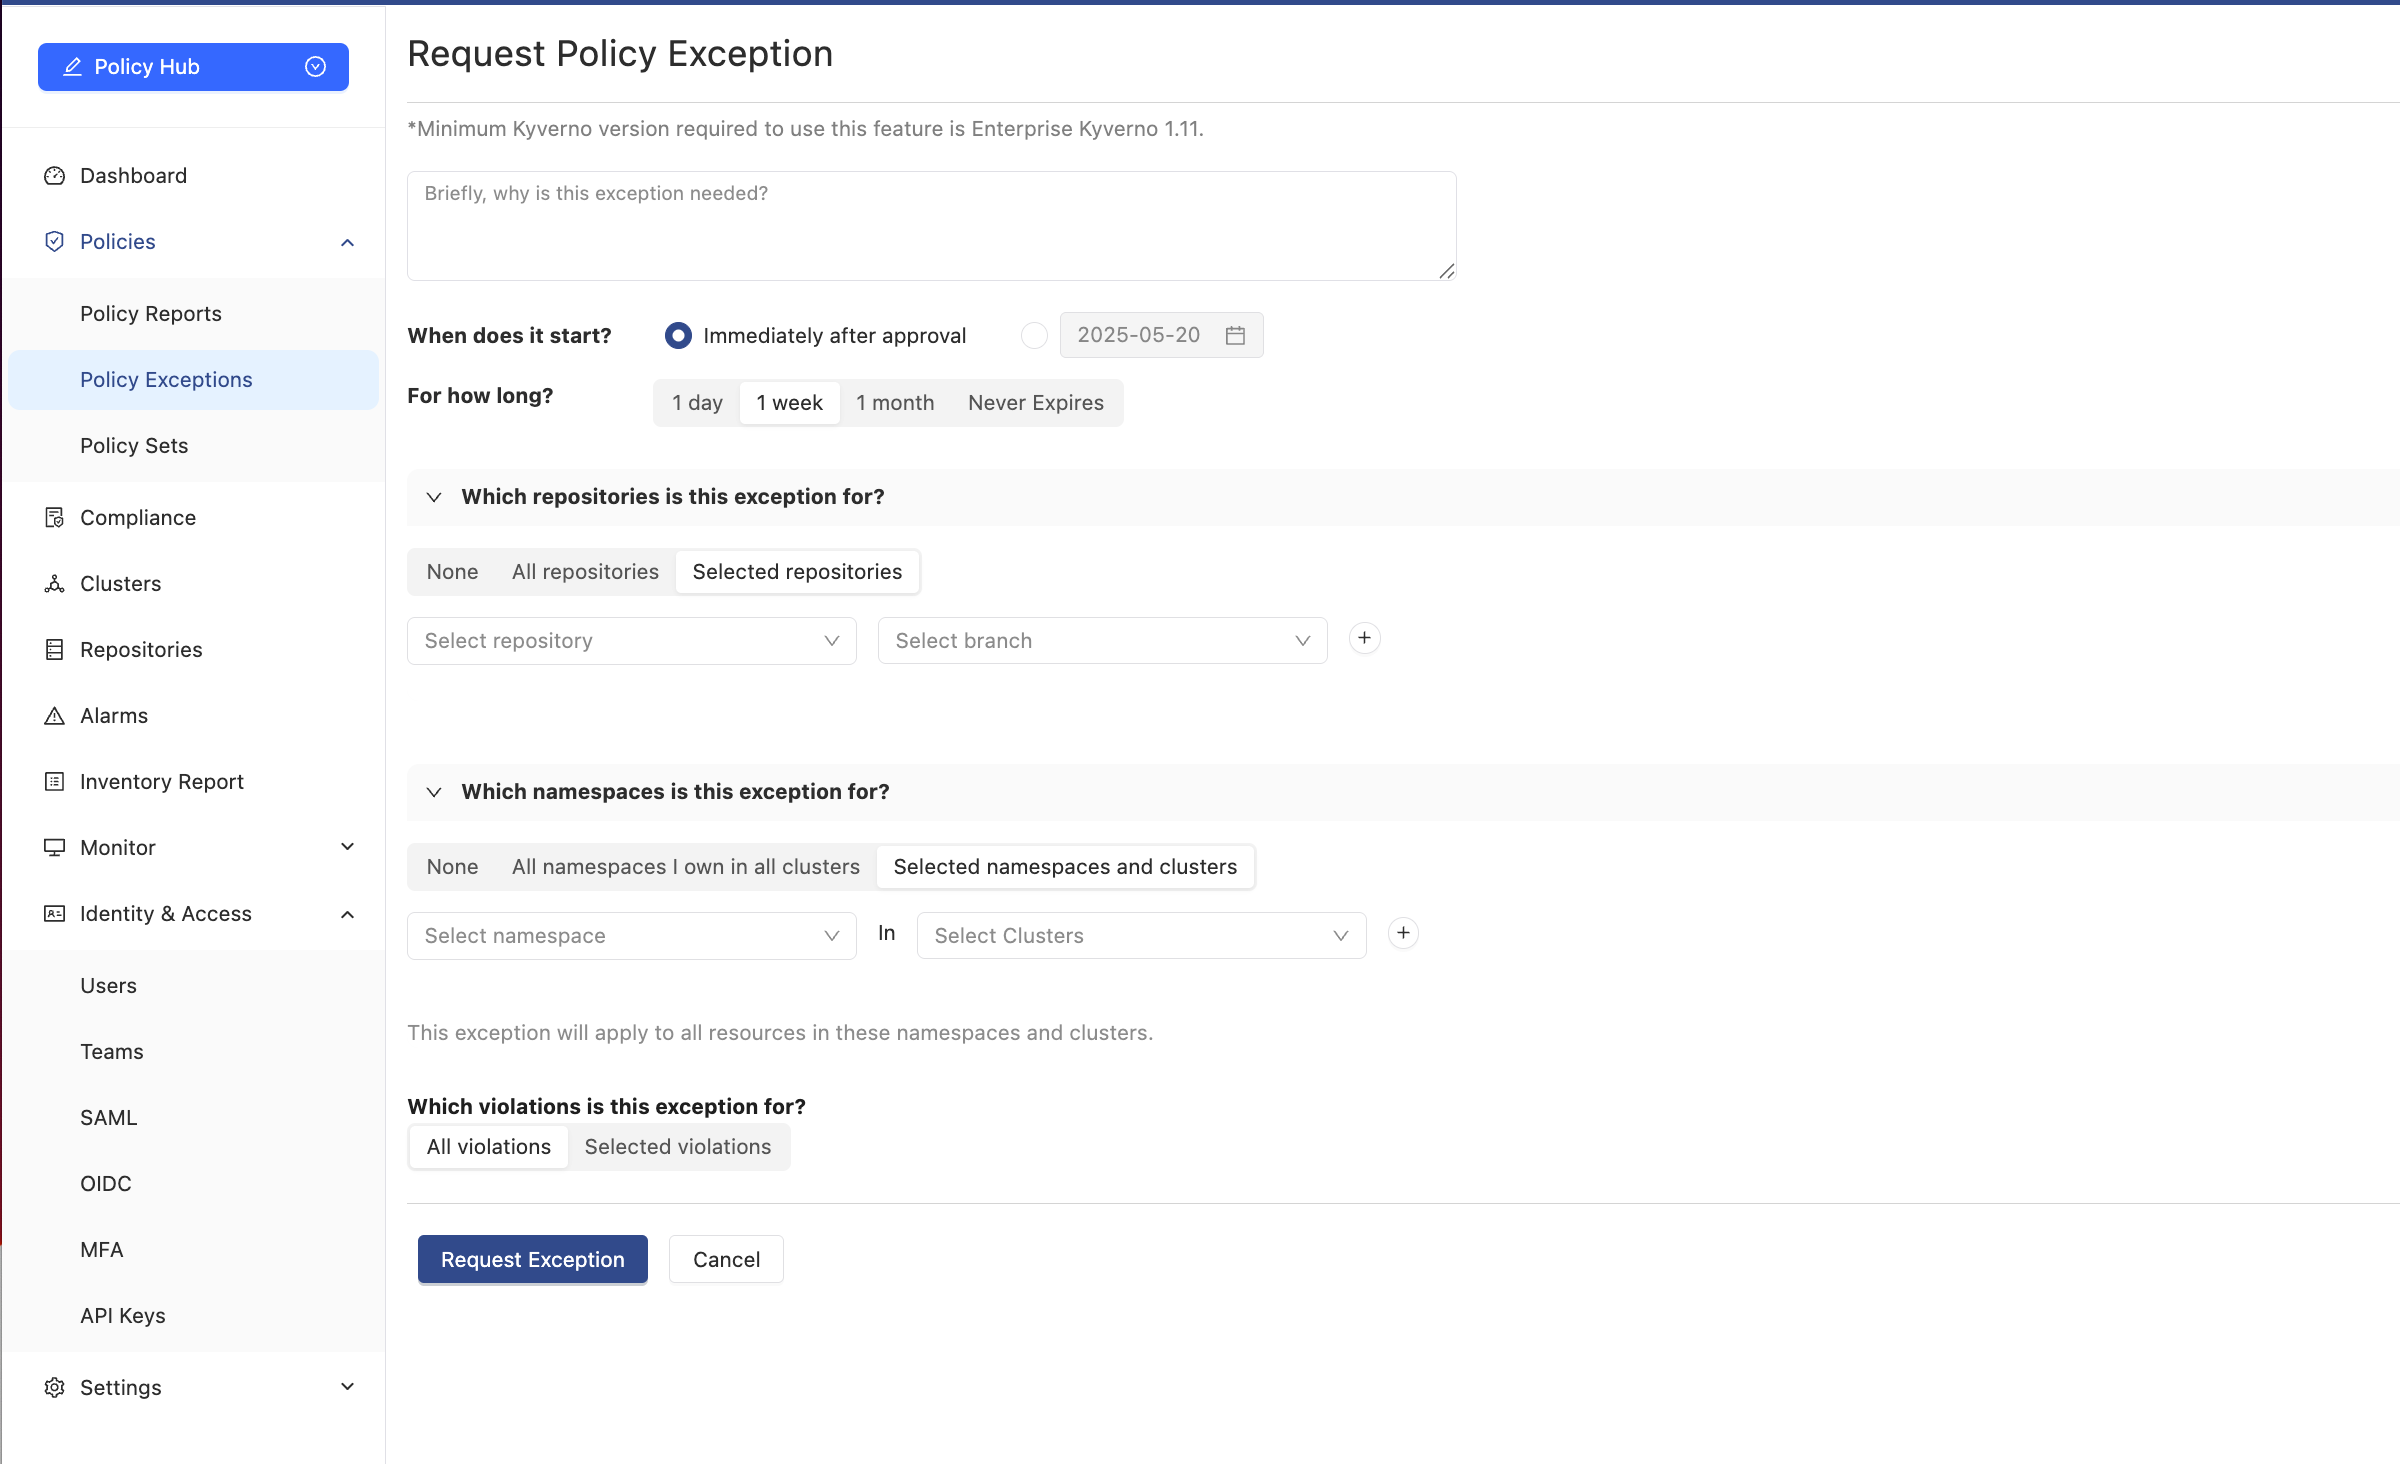 Policy Hub
Dashboard
Policies
Policy Reports
Policy Exceptions
Policy Sets
Compliance
Clusters
Repositories
Alarms
Inventory Report
Monitor
Identity & Access
Users
Teams
SAML
OIDC
MFA
API Keys
Settings
Request Policy Exception
*Minimum Kyverno version required to use this feature is Enterprise Kyverno 1.11.
Briefly, why is this exception needed?
When does it start? Immediately after approval 2025-05-20
For how long? 1 day 1 week 1 month Never Expires
Which repositories is this exception for?
None All repositories Selected repositories
Select repository Select branch
Which namespaces is this exception for?
None All namespaces I own in all clusters Selected namespaces and clusters
Select namespace In Select Clusters
This exception will apply to all resources in these namespaces and clusters.
Which violations is this exception for?
All violations Selected violations
Request Exception Cancel